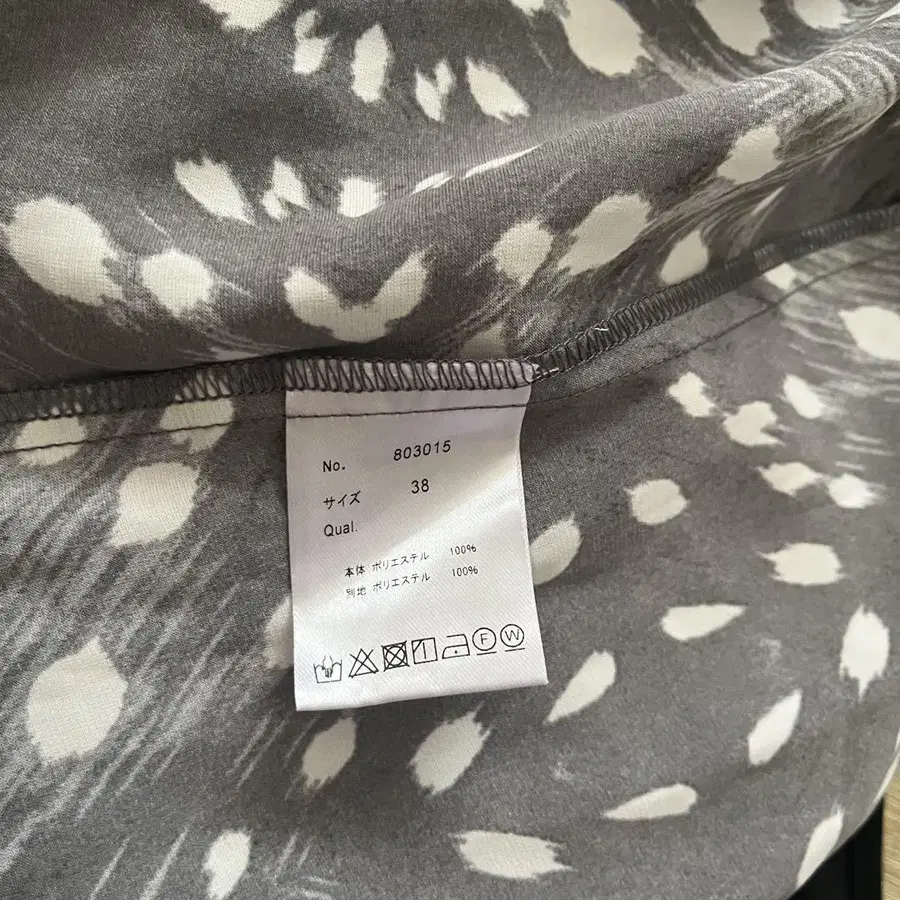 No. 803015
サイズ 38
Qual.
本体 ポリエステル 100%
別地 ポリエステル 100%
F W